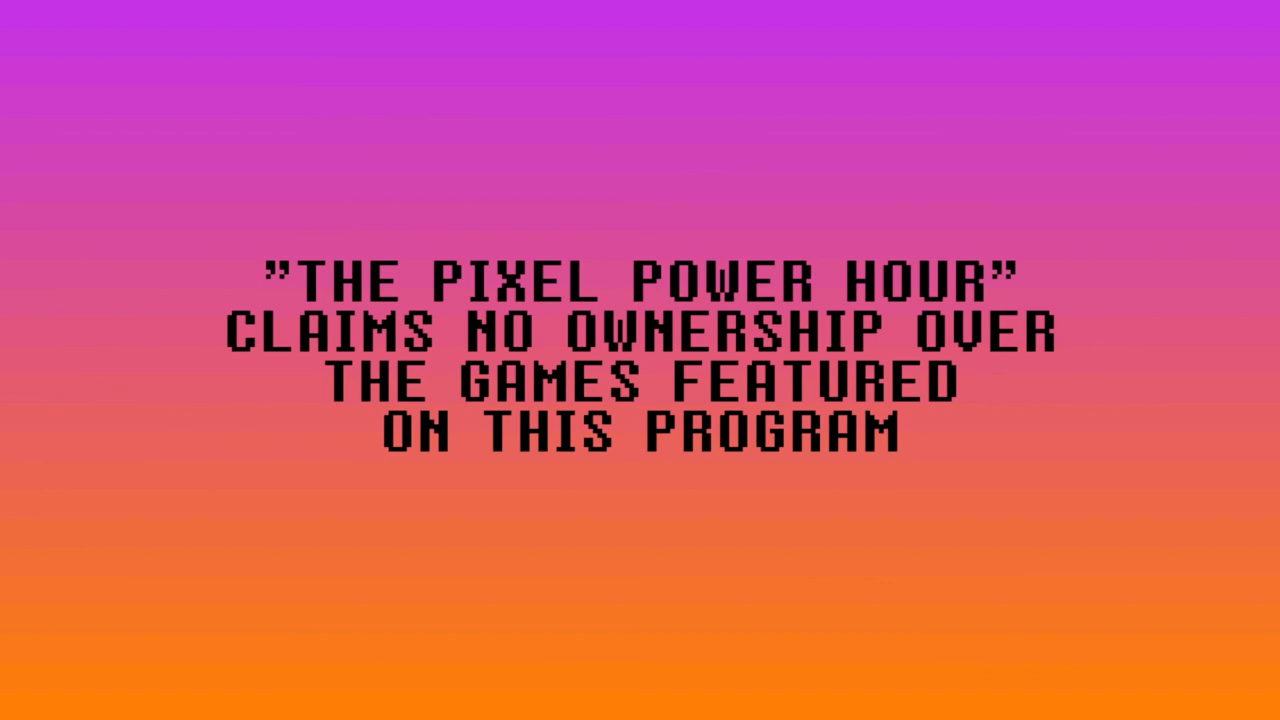 ”THE PIXEL POWER HOUR”
CLAIMS NO OWNERSHIP OVER
THE GAMES FEATURED
ON THIS PROGRAM